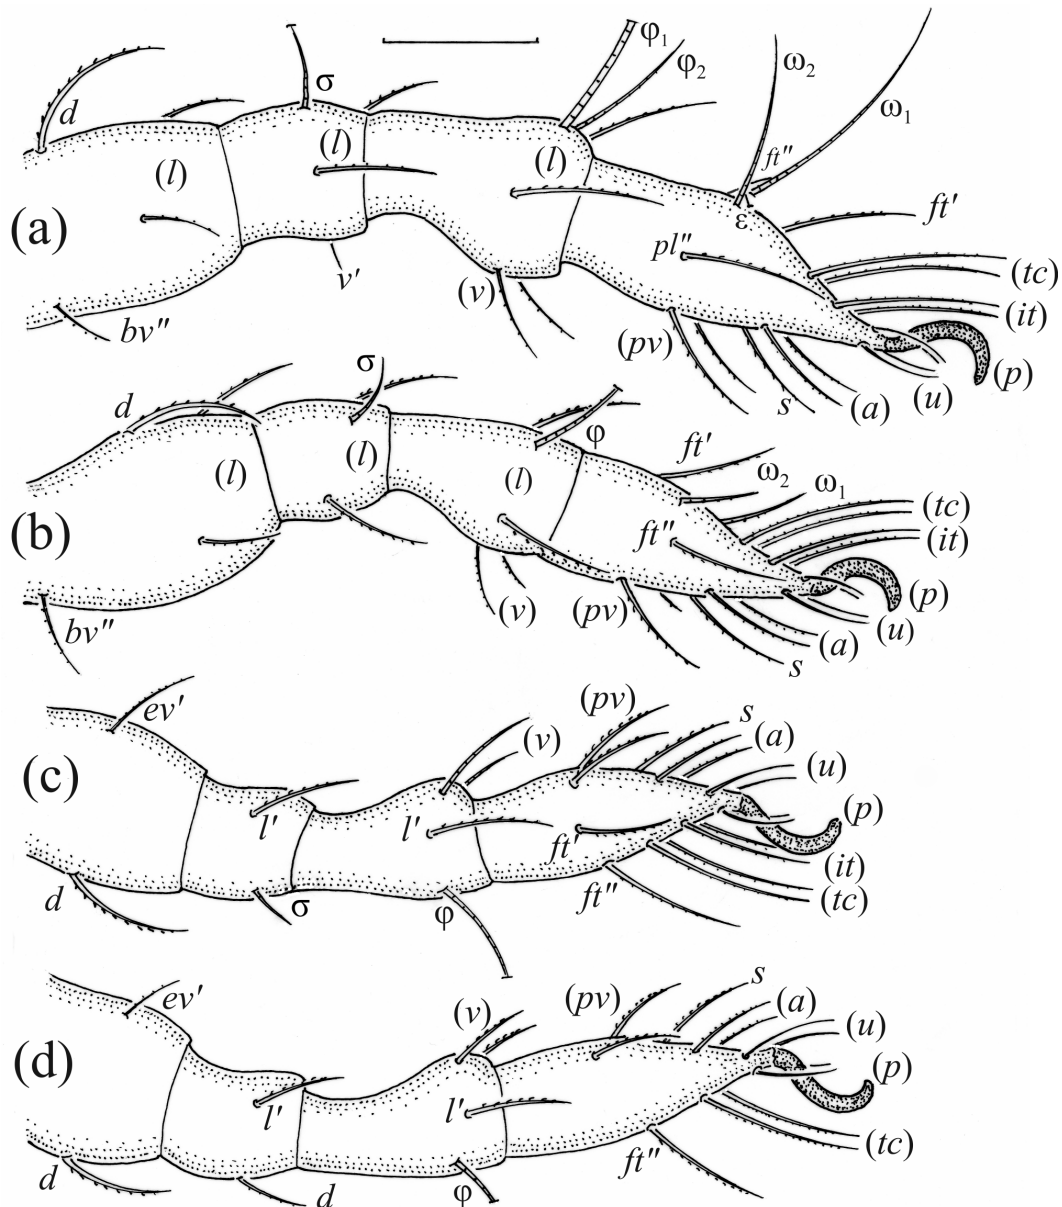 (a)
d
(l)
bv″
σ
(l)
v′
φ₁
φ₂
(l)
(v)
ω₂
ω₁
ft″
ε
ft′
pl″
(tc)
(it)
(pv)
s
(a)
(u)
(p)
(b)
d
(l)
bv″
σ
(l)
φ
(l)
(v)
ft′
ω₂
ω₁
ft″
(tc)
(it)
(pv)
s
(a)
(u)
(p)
(c)
ev′
d
l′
σ
(v)
l′
φ
(pv)
s
(a)
(u)
(p)
ft′
(it)
(tc)
ft″
(d)
ev′
d
l′
d
(v)
l′
φ
(pv)
s
(a)
(u)
(p)
(tc)
ft″